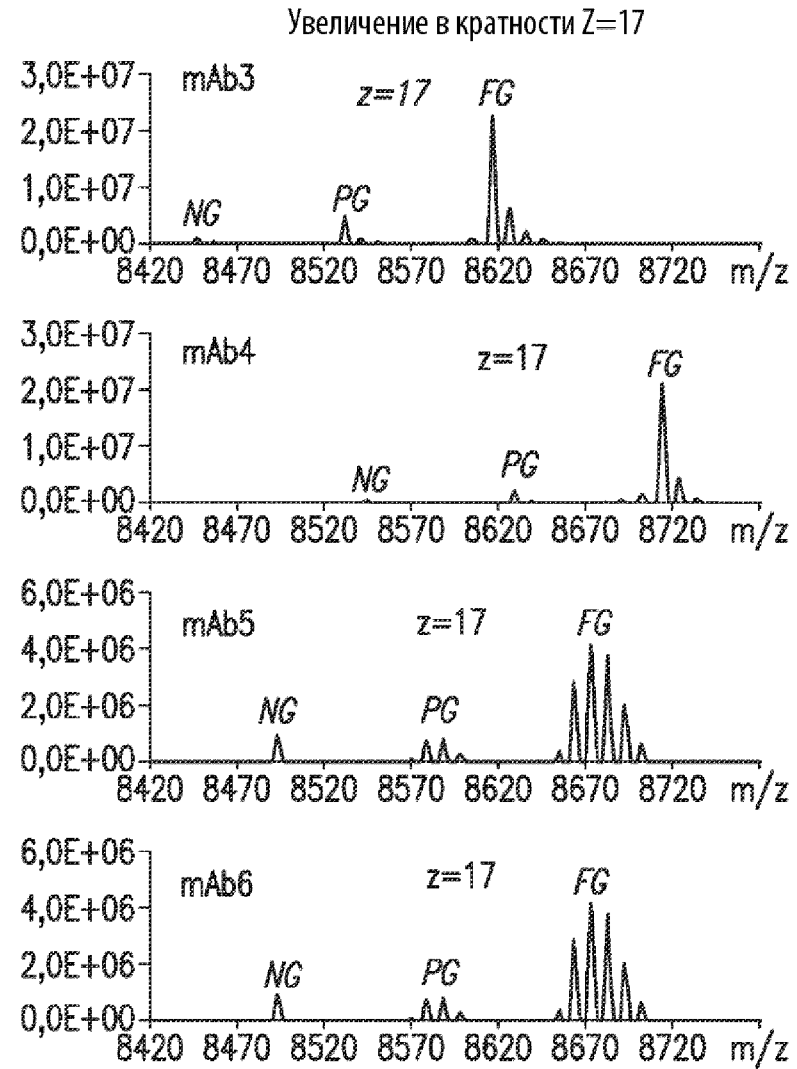 Увеличение в кратности Z=17
3,0E+07
mAb3
z=17
FG
2,0E+07
1,0E+07
NG
PG
0,0E+00
8420 8470 8520 8570 8620 8670 8720 m/z
3,0E+07
mAb4
z=17
FG
2,0E+07
1,0E+07
NG
PG
0,0E+00
8420 8470 8520 8570 8620 8670 8720 m/z
6,0E+06
mAb5
z=17
FG
4,0E+06
2,0E+06
NG
PG
0,0E+00
8420 8470 8520 8570 8620 8670 8720 m/z
6,0E+06
mAb6
z=17
FG
4,0E+06
2,0E+06
NG
PG
0,0E+00
8420 8470 8520 8570 8620 8670 8720 m/z